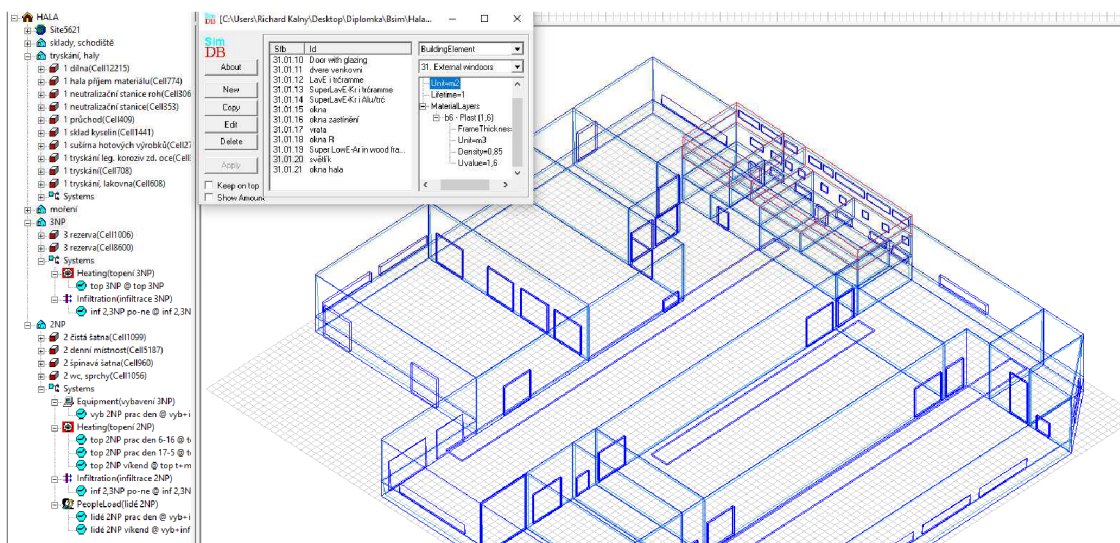 HALA
Site5621
sklady, schodiště
tryskání, haly
1 dílna(Cell12215)
1 hala příjem materiálu(Cell774)
1 neutralizační stanice roh(Cell306
1 neutralizační stanice(Cell353)
1 průchod(Cell409)
1 sklad kyselin(Cell1441)
1 sušírna hotových výrobků(Cell27
1 tryskání leg. koroziv zd. oce(Cell:
1 tryskání(Cell708)
1 tryskání, lakovna(Cell608)
Systems
moření
3NP
3 rezerva(Cell1006)
3 rezerva(Cell8600)
Systems
Heating(topení 3NP)
top 3NP @ top 3NP
Infiltration(infiltrace 3NP)
inf 2,3NP po-ne @ inf 2,3N
2NP
2 čistá šatna(Cell1099)
2 denní místnost(Cell5187)
2 špinavá šatna(Cell960)
2 wc, sprchy(Cell1056)
Systems
Equipment(vybavení 3NP)
vyb 2NP prac den @ vyb+i
Heating(topení 2NP)
top 2NP prac den 6-16 @ t
top 2NP prac den 17-5 @ t
top 2NP víkend @ top t+m
Infiltration(infiltrace 2NP)
inf 2,3NP po-ne @ inf 2,3N
PeopleLoad(lidé 2NP)
lidé 2NP prac den @ vyb+i
lidé 2NP víkend @ vyb+inf
[C:\Users\Richard Kalny\Desktop\Diplomka\Bsim\Hala...
Sim
DB
About
New
Copy
Edit
Delete
Apply
Keep on top
Show Amount
Sfb Id
31.01.10 Door with glazing
31.01.11 dvere venkovni
31.01.12 LavE i tréramme
31.01.13 SuperLavE-Kr i tréramme
31.01.14 SuperLavE-Kr i Alu/tré
31.01.15 okna
31.01.16 okna zastínění
31.01.17 vrata
31.01.18 okna R
31.01.19 SuperLowE-Ar in wood fra...
31.01.20 světlík
31.01.21 okna hala
BuildingElement
31. External windoors
Unit=m2
Lifetime=1
MaterialLayers
b6 - Plast (1,6)
FrameThicknes=
Unit=m3
Density=0,85
Uvalue=1,6